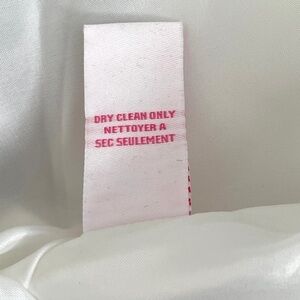 DRY CLEAN ONLY
NETTOYER A
SEC SEULEMENT